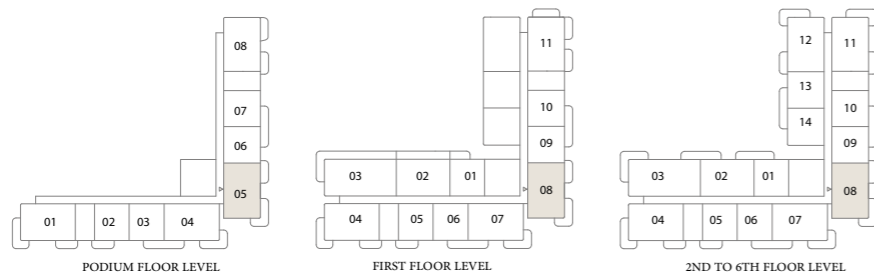 08
07
06
05
01 02 03 04
PODIUM FLOOR LEVEL
11
10
09
03 02 01
08
04 05 06 07
FIRST FLOOR LEVEL
12 11
13
10
14
09
03 02 01
08
04 05 06 07
2ND TO 6TH FLOOR LEVEL